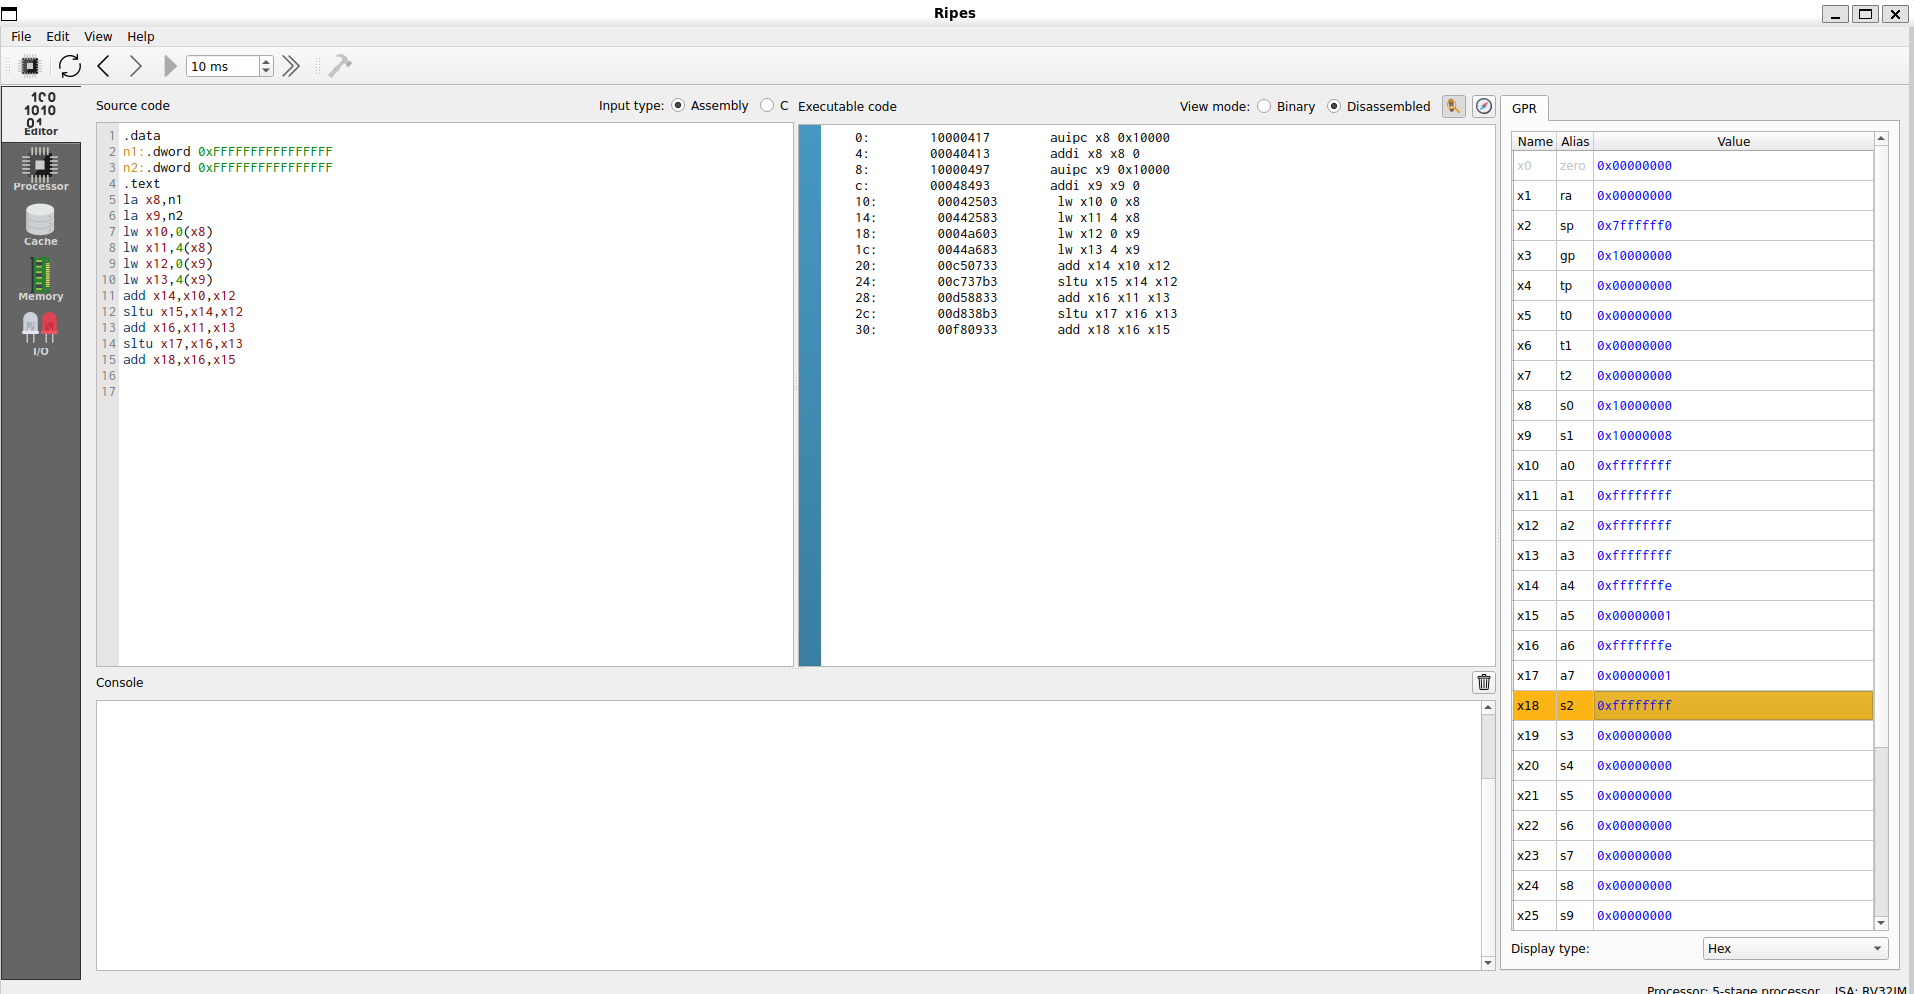 Ripes
File Edit View Help
10 ms
Editor
Processor
Cache
Memory
I/O
Source code
Input type: Assembly C
1 .data
2 n1:.dword 0xFFFFFFFFFFFFFFFF
3 n2:.dword 0xFFFFFFFFFFFFFFFF
4 .text
5 la x8,n1
6 la x9,n2
7 lw x10,0(x8)
8 lw x11,4(x8)
9 lw x12,0(x9)
10 lw x13,4(x9)
11 add x14,x10,x12
12 sltu x15,x14,x12
13 add x16,x11,x13
14 sltu x17,x16,x13
15 add x18,x16,x15
16
17
Executable code
View mode: Binary Disassembled
0: 10000417 auipc x8 0x10000
4: 00040413 addi x8 x8 0
8: 10000497 auipc x9 0x10000
c: 00048493 addi x9 x9 0
10: 00042503 lw x10 0 x8
14: 00442583 lw x11 4 x8
18: 0004a603 lw x12 0 x9
1c: 0044a683 lw x13 4 x9
20: 00c50733 add x14 x10 x12
24: 00c737b3 sltu x15 x14 x12
28: 00d58833 add x16 x11 x13
2c: 00d838b3 sltu x17 x16 x13
30: 00f80933 add x18 x16 x15
Console
GPR
Name Alias Value
x0 zero 0x00000000
x1 ra 0x00000000
x2 sp 0x7ffffff0
x3 gp 0x10000000
x4 tp 0x00000000
x5 t0 0x00000000
x6 t1 0x00000000
x7 t2 0x00000000
x8 s0 0x10000000
x9 s1 0x10000008
x10 a0 0xffffffff
x11 a1 0xffffffff
x12 a2 0xffffffff
x13 a3 0xffffffff
x14 a4 0xfffffffe
x15 a5 0x00000001
x16 a6 0xfffffffe
x17 a7 0x00000001
x18 s2 0xffffffff
x19 s3 0x00000000
x20 s4 0x00000000
x21 s5 0x00000000
x22 s6 0x00000000
x23 s7 0x00000000
x24 s8 0x00000000
x25 s9 0x00000000
Display type: Hex
Processor: 5-stage processor ISA: RV32IM